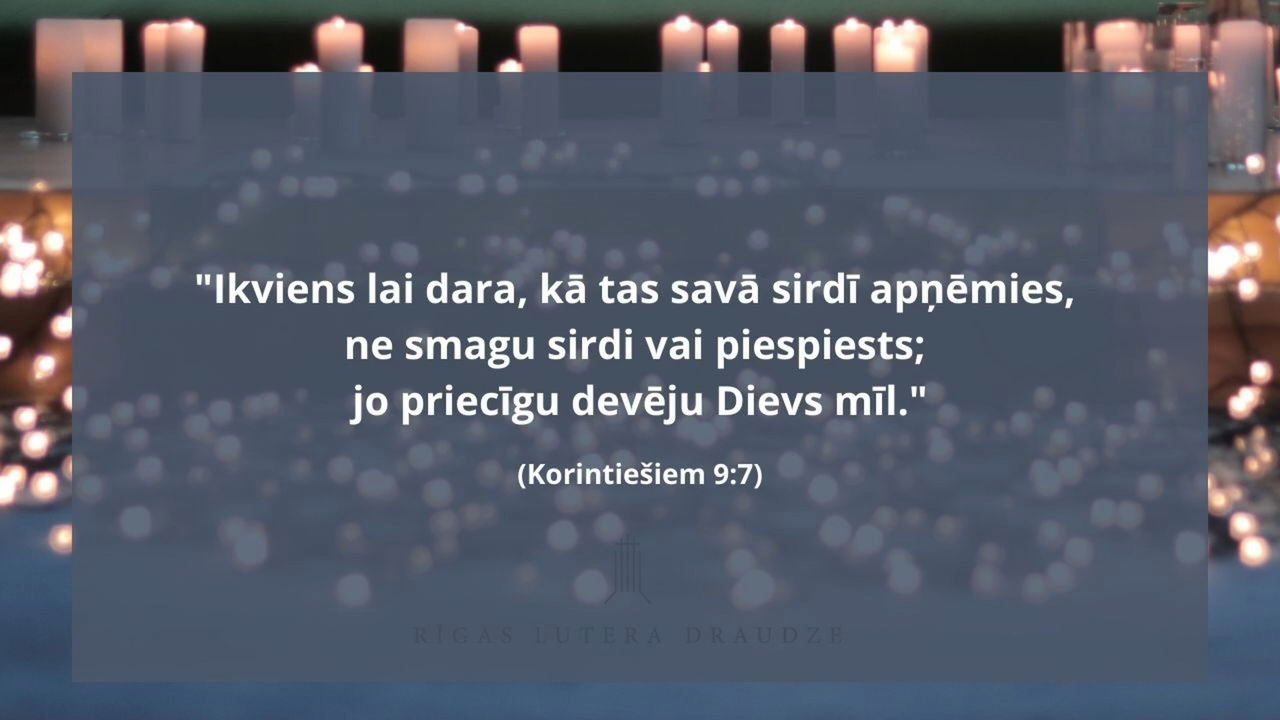 "Ikviens lai dara, kā tas savā sirdī apņēmies,
ne smagu sirdi vai piespiests;
jo priecīgu devēju Dievs mīl."
(Korintiešiem 9:7)
RĪGAS LUTERA DRAUDZE